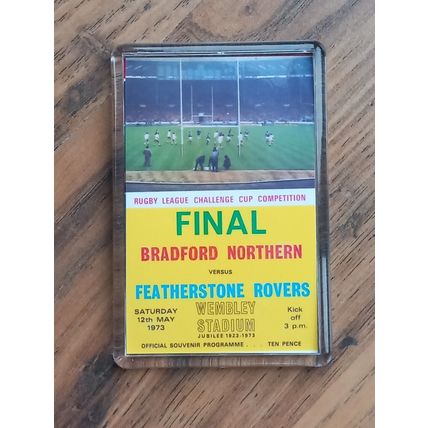 RUGBY LEAGUE CHALLENGE CUP COMPETITION
FINAL
BRADFORD NORTHERN
VERSUS
FEATHERSTONE ROVERS
SATURDAY
12th MAY
1973
WEMBLEY
STADIUM
JUBILEE 1923-1973
Kick
off
3 p.m.
OFFICIAL SOUVENIR PROGRAMME . . . TEN PENCE